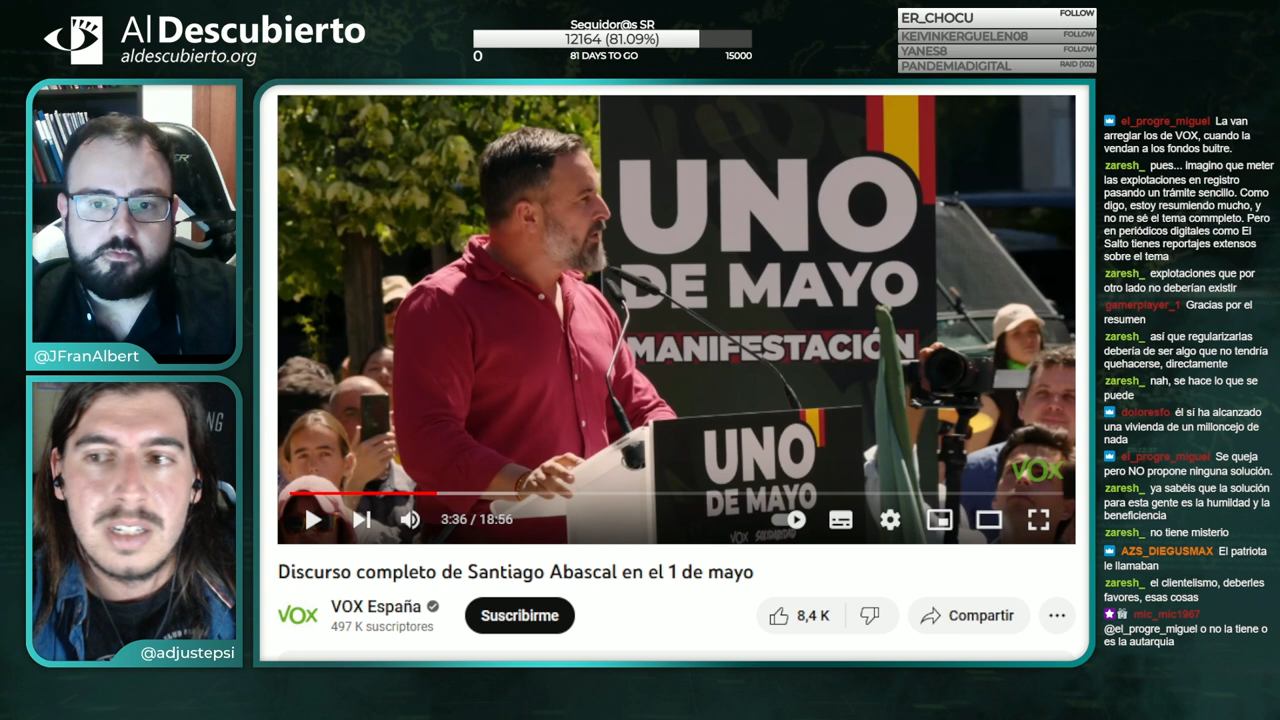 Al Descubierto
aldescubierto.org
Seguidor@s SR
12164 (81.09%)
0
81 DAYS TO GO
15000
ER_CHOCU FOLLOW
KEIVINKERGUELEN08 FOLLOW
YANES8 FOLLOW
PANDEMIADIGITAL RAID (102)
@JFranAlbert
NG
@adjustepsi
UNO
DE MAYO
MANIFESTACIÓN
UNO
DE MAYO
VOX SOLIDARIDAD
VOX
3:36 / 18:56
Discurso completo de Santiago Abascal en el 1 de mayo
VOX
VOX España
497 K suscriptores
Suscribirme
8,4 K
Compartir
el_progre_miguel La van
arreglar los de VOX, cuando la
vendan a los fondos buitre.
zaresh_ pues... imagino que meter
las explotaciones en registro
pasando un trámite sencillo. Como
digo, estoy resumiendo mucho, y
no me sé el tema commpleto. Pero
en periódicos digitales como El
Salto tienes reportajes extensos
sobre el tema
zaresh_ explotaciones que por
otro lado no deberían existir
gamerplayer_1 Gracias por el
resumen
zaresh_ así que regularizarlas
debería de ser algo que no tendría
quehacerse, directamente
zaresh_ nah, se hace lo que se
puede
doloresfo él sí ha alcanzado
una vivienda de un milloncejo de
nada
el_progre_miguel Se queja
pero NO propone ninguna solución.
zaresh_ ya sabéis que la solución
para esta gente es la humildad y la
beneficiencia
zaresh_ no tiene misterio
AZS_DIEGUSMAX El patriota
le llamaban
zaresh_ el clientelismo, deberles
favores, esas cosas
mic_mic1967
@el_progre_miguel o no la tiene o
es la autarquia